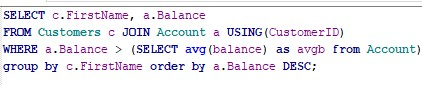 SELECT c.FirstName, a.Balance
FROM Customers c JOIN Account a USING(CustomerID)
WHERE a.Balance > (SELECT avg(balance) as avgb from Account)
group by c.FirstName order by a.Balance DESC;